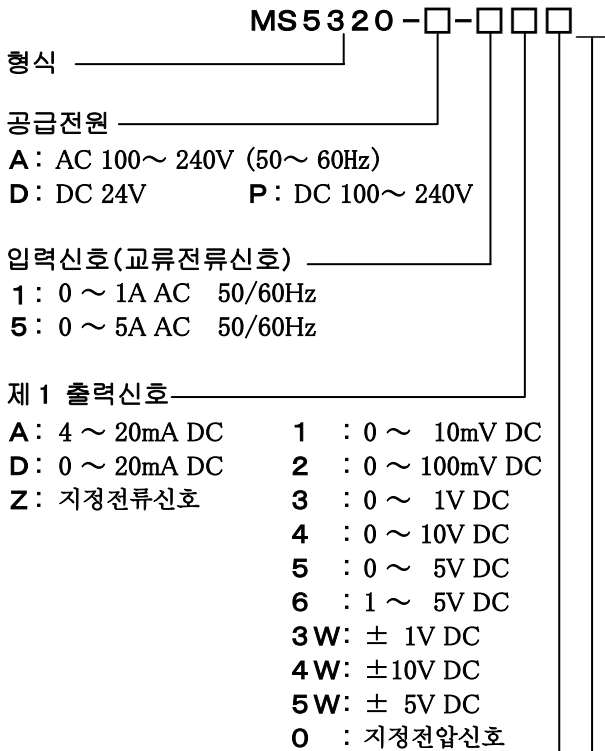 MS5320-□-□□□
형식
공급전원
A: AC 100～240V (50～60Hz)
D: DC 24V P: DC 100～240V
입력신호(교류전류신호)
1: 0～1A AC 50/60Hz
5: 0～5A AC 50/60Hz
제1 출력신호
A: 4～20mA DC 1 : 0～ 10mV DC
D: 0～20mA DC 2 : 0～100mV DC
Z: 지정전류신호 3 : 0～ 1V DC
4 : 0～10V DC
5 : 0～ 5V DC
6 : 1～ 5V DC
3W: ± 1V DC
4W: ±10V DC
5W: ± 5V DC
0 : 지정전압신호